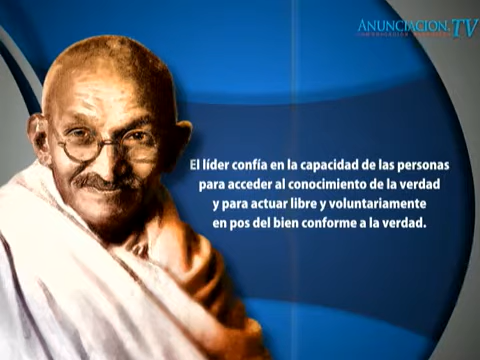 ANUNCIACION.TV
El líder confía en la capacidad de las personas
para acceder al conocimiento de la verdad
y para actuar libre y voluntariamente
en pos del bien conforme a la verdad.